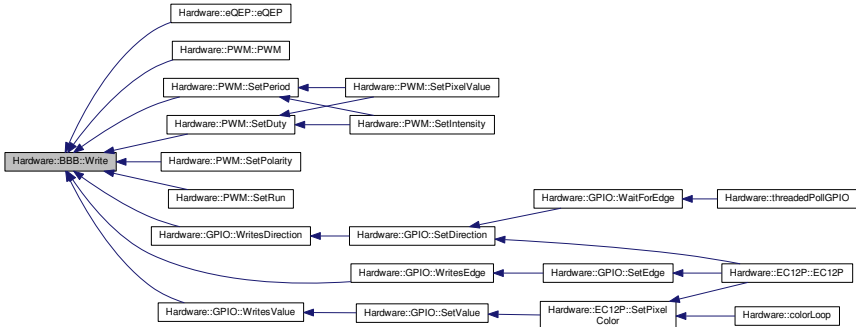 Hardware::eQEP::eQEP
Hardware::PWM::PWM
Hardware::PWM::SetPeriod
Hardware::PWM::SetPixelValue
Hardware::PWM::SetDuty
Hardware::PWM::SetIntensity
Hardware::BBB::Write
Hardware::PWM::SetPolarity
Hardware::PWM::SetRun
Hardware::GPIO::WaitForEdge
Hardware::threadedPollGPIO
Hardware::GPIO::WritesDirection
Hardware::GPIO::SetDirection
Hardware::GPIO::WritesEdge
Hardware::GPIO::SetEdge
Hardware::EC12P::EC12P
Hardware::GPIO::WritesValue
Hardware::GPIO::SetValue
Hardware::EC12P::SetPixel
Color
Hardware::colorLoop